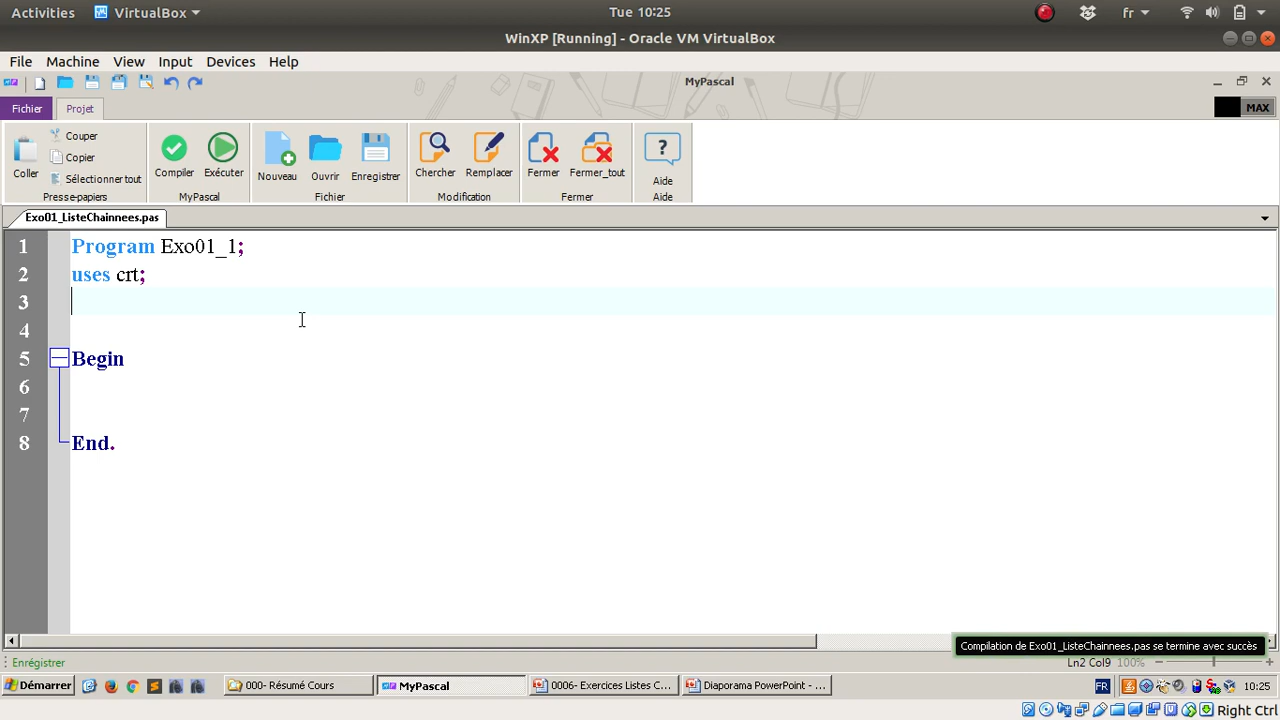 Activities VirtualBox Tue 10:25 fr
WinXP [Running] - Oracle VM VirtualBox
File Machine View Input Devices Help
MyPascal
Fichier Projet MAX
Coller Couper Copier Sélectionner tout
Compiler Exécuter Nouveau Ouvrir Enregistrer Chercher Remplacer Fermer Fermer_tout ? Aide
Presse-papiers MyPascal Fichier Modification Fermer Aide
Exo01_ListeChainnees.pas
1 Program Exo01_1;
2 uses crt;
3
4
5 Begin
6
7
8 End.
Compilation de Exo01_ListeChainnees.pas se termine avec succès
Enrégistrer Ln2 Col9 100%
Démarrer 000- Résumé Cours MyPascal 0006- Exercices Listes C... Diaporama PowerPoint - ... FR 10:25
Right Ctrl